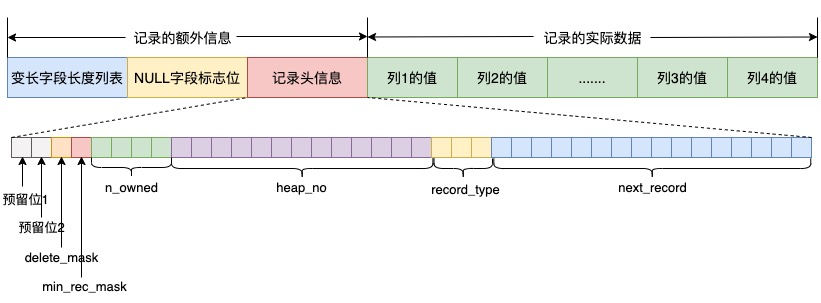 记录的额外信息 记录的实际数据
变长字段长度列表 NULL字段标志位 记录头信息 列1的值 列2的值 ....... 列3的值 列4的值
n_owned heap_no record_type next_record
预留位1
预留位2
delete_mask
min_rec_mask